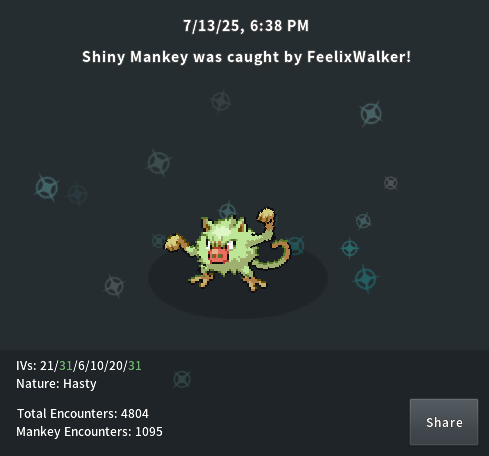 7/13/25, 6:38 PM
Shiny Mankey was caught by FeelixWalker!
IVs: 21/31/6/10/20/31
Nature: Hasty
Total Encounters: 4804
Mankey Encounters: 1095
Share